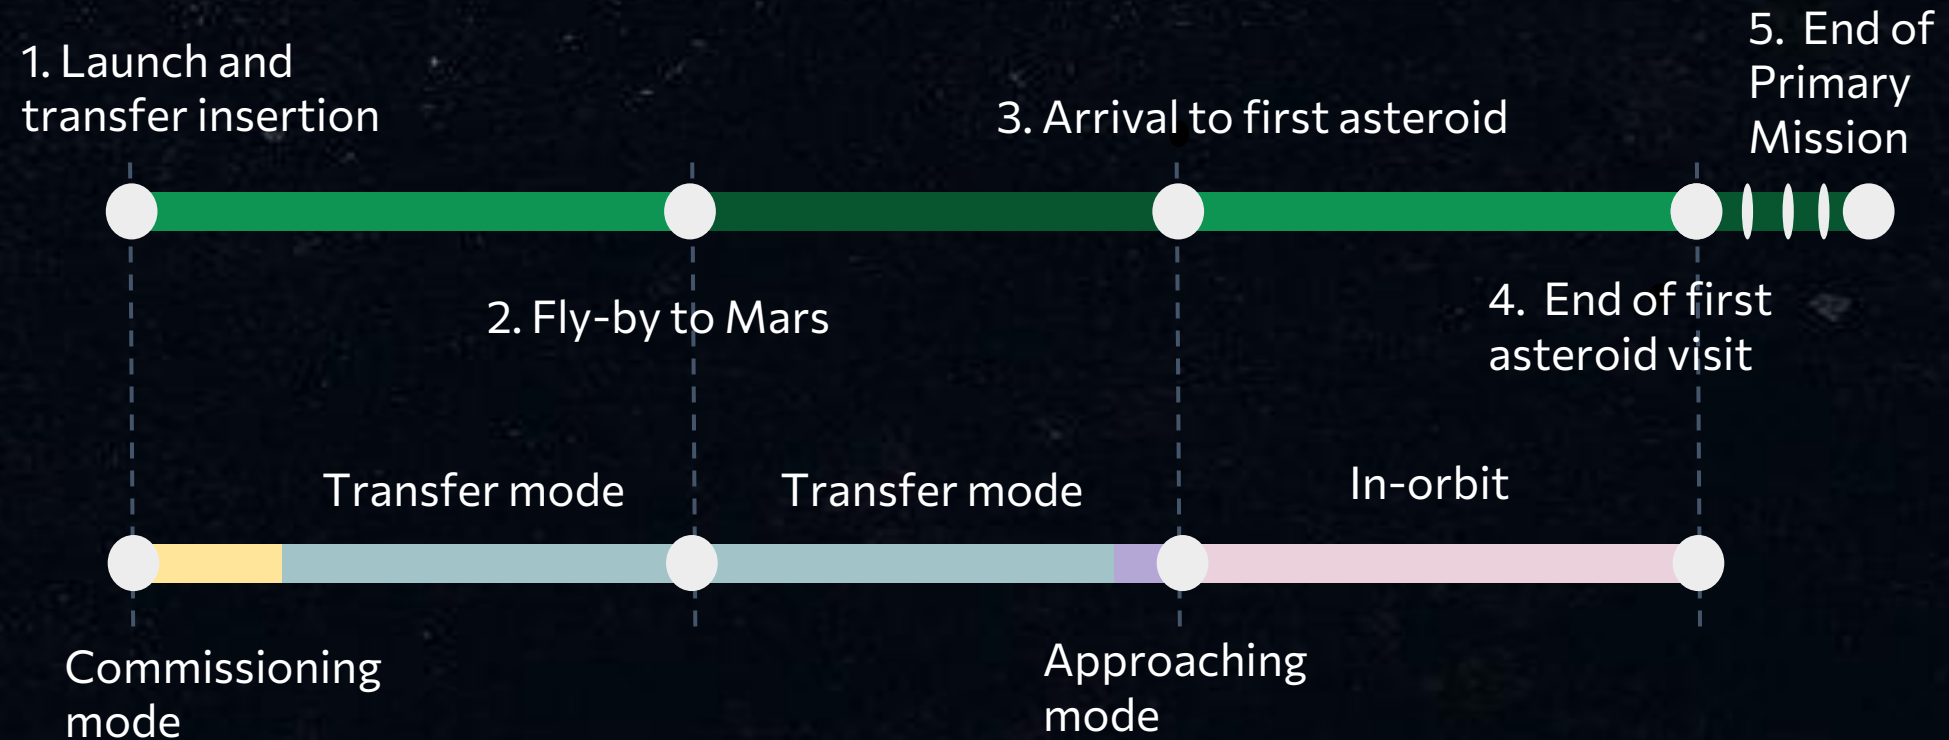 1. Launch and
transfer insertion
2. Fly-by to Mars
3. Arrival to first asteroid
4. End of first
asteroid visit
5. End of
Primary
Mission
Transfer mode
Transfer mode
In-orbit
Commissioning
mode
Approaching
mode